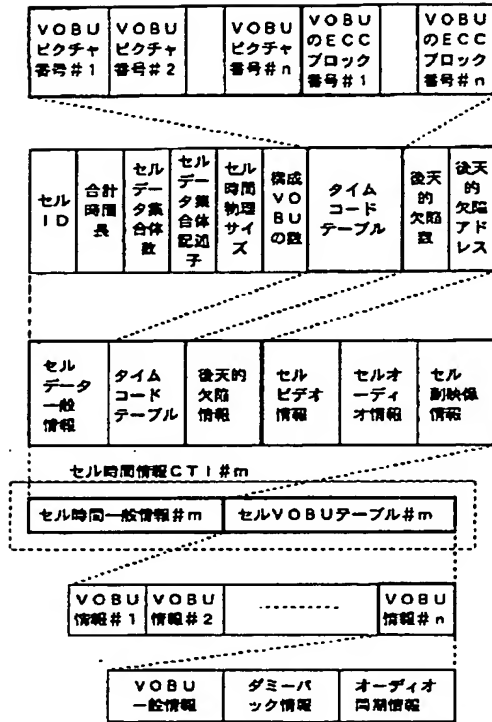 VOBU
ピクチャ
番号#1
VOBU
ピクチャ
番号#2
VOBU
ピクチャ
番号#n
VOBU
のECC
ブロック
番号#1
VOBU
のECC
ブロック
番号#n
セル
ID
合計
時間
長
セル
デー
タ集
合体
数
セル
デー
タ集
合体
記述
子
セル
時間
物理
サイ
ズ
構成
VO
BU
の数
タイム
コード
テーブル
後天
的欠
陥数
後天
的欠
陥ア
ドレ
ス
セル
データ
一般
情報
タイム
コード
テーブル
後天的
欠陥
情報
セル
ビデオ
情報
セルオ
ーディ
オ情報
セル
副映像
情報
セル時間情報CTI#m
セル時間一般情報#m
セルVOBUテーブル#m
VOBU
情報#1
VOBU
情報#2
VOBU
情報#n
VOBU
一般情報
ダミーパ
ック情報
オーディオ
同期情報